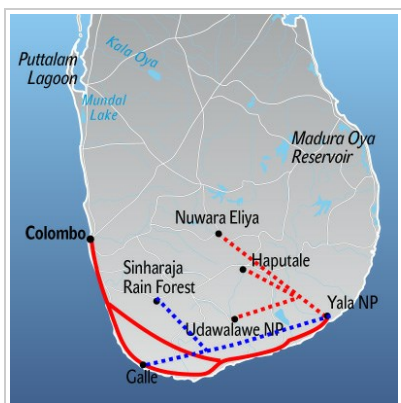 Puttalam
Lagoon
Kala Oya
Mundal
Lake
Madura Oya
Reservoir
Nuwara Eliya
Colombo
Haputale
Sinharaja
Rain Forest
Yala NP
Udawalawe NP
Galle